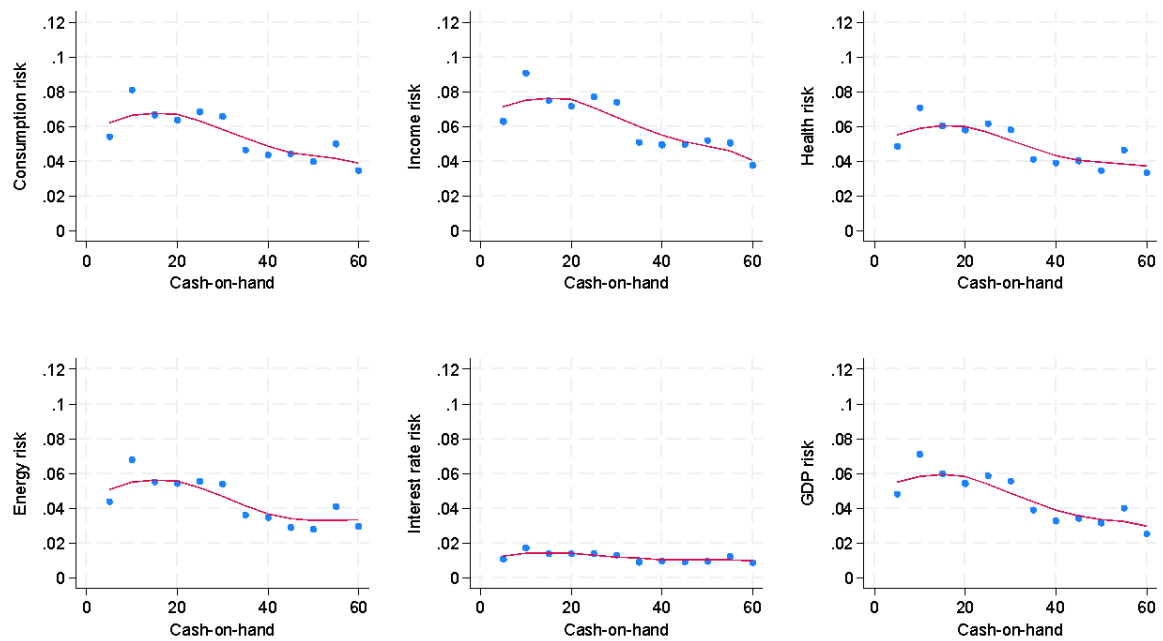 Consumption risk
.12
.1
.08
.06
.04
.02
0
0 20 40 60
Cash-on-hand
Income risk
.12
.1
.08
.06
.04
.02
0
0 20 40 60
Cash-on-hand
Health risk
.12
.1
.08
.06
.04
.02
0
0 20 40 60
Cash-on-hand
Energy risk
.12
.1
.08
.06
.04
.02
0
0 20 40 60
Cash-on-hand
Interest rate risk
.12
.1
.08
.06
.04
.02
0
0 20 40 60
Cash-on-hand
GDP risk
.12
.1
.08
.06
.04
.02
0
0 20 40 60
Cash-on-hand